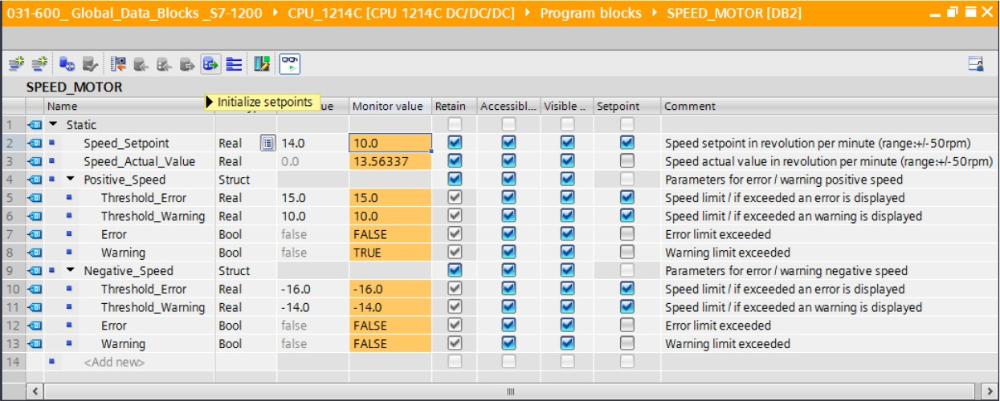 031-600_ Global_Data_Blocks _S7-1200 CPU_1214C [CPU 1214C DC/DC/DC] Program blocks SPEED_MOTOR [DB2]
SPEED_MOTOR
Initialize setpoints
Name ue Monitor value Retain Accessibl... Visible .. Setpoint Comment
1 Static
2 Speed_Setpoint Real 14.0 10.0 Speed setpoint in revolution per minute (range:+/-50rpm)
3 Speed_Actual_Value Real 0.0 13.56337 Speed actual value in revolution per minute (range:+/-50rpm)
4 Positive_Speed Struct Parameters for error / warning positive speed
5 Threshold_Error Real 15.0 15.0 Speed limit / if exceeded an error is displayed
6 Threshold_Warning Real 10.0 10.0 Speed limit / if exceeded an warning is displayed
7 Error Bool false FALSE Error limit exceeded
8 Warning Bool false TRUE Warning limit exceeded
9 Negative_Speed Struct Parameters for error / warning negative speed
10 Threshold_Error Real -16.0 -16.0 Speed limit / if exceeded an error is displayed
11 Threshold_Warning Real -14.0 -14.0 Speed limit / if exceeded an warning is displayed
12 Error Bool false FALSE Error limit exceeded
13 Warning Bool false FALSE Warning limit exceeded
14 <Add new>